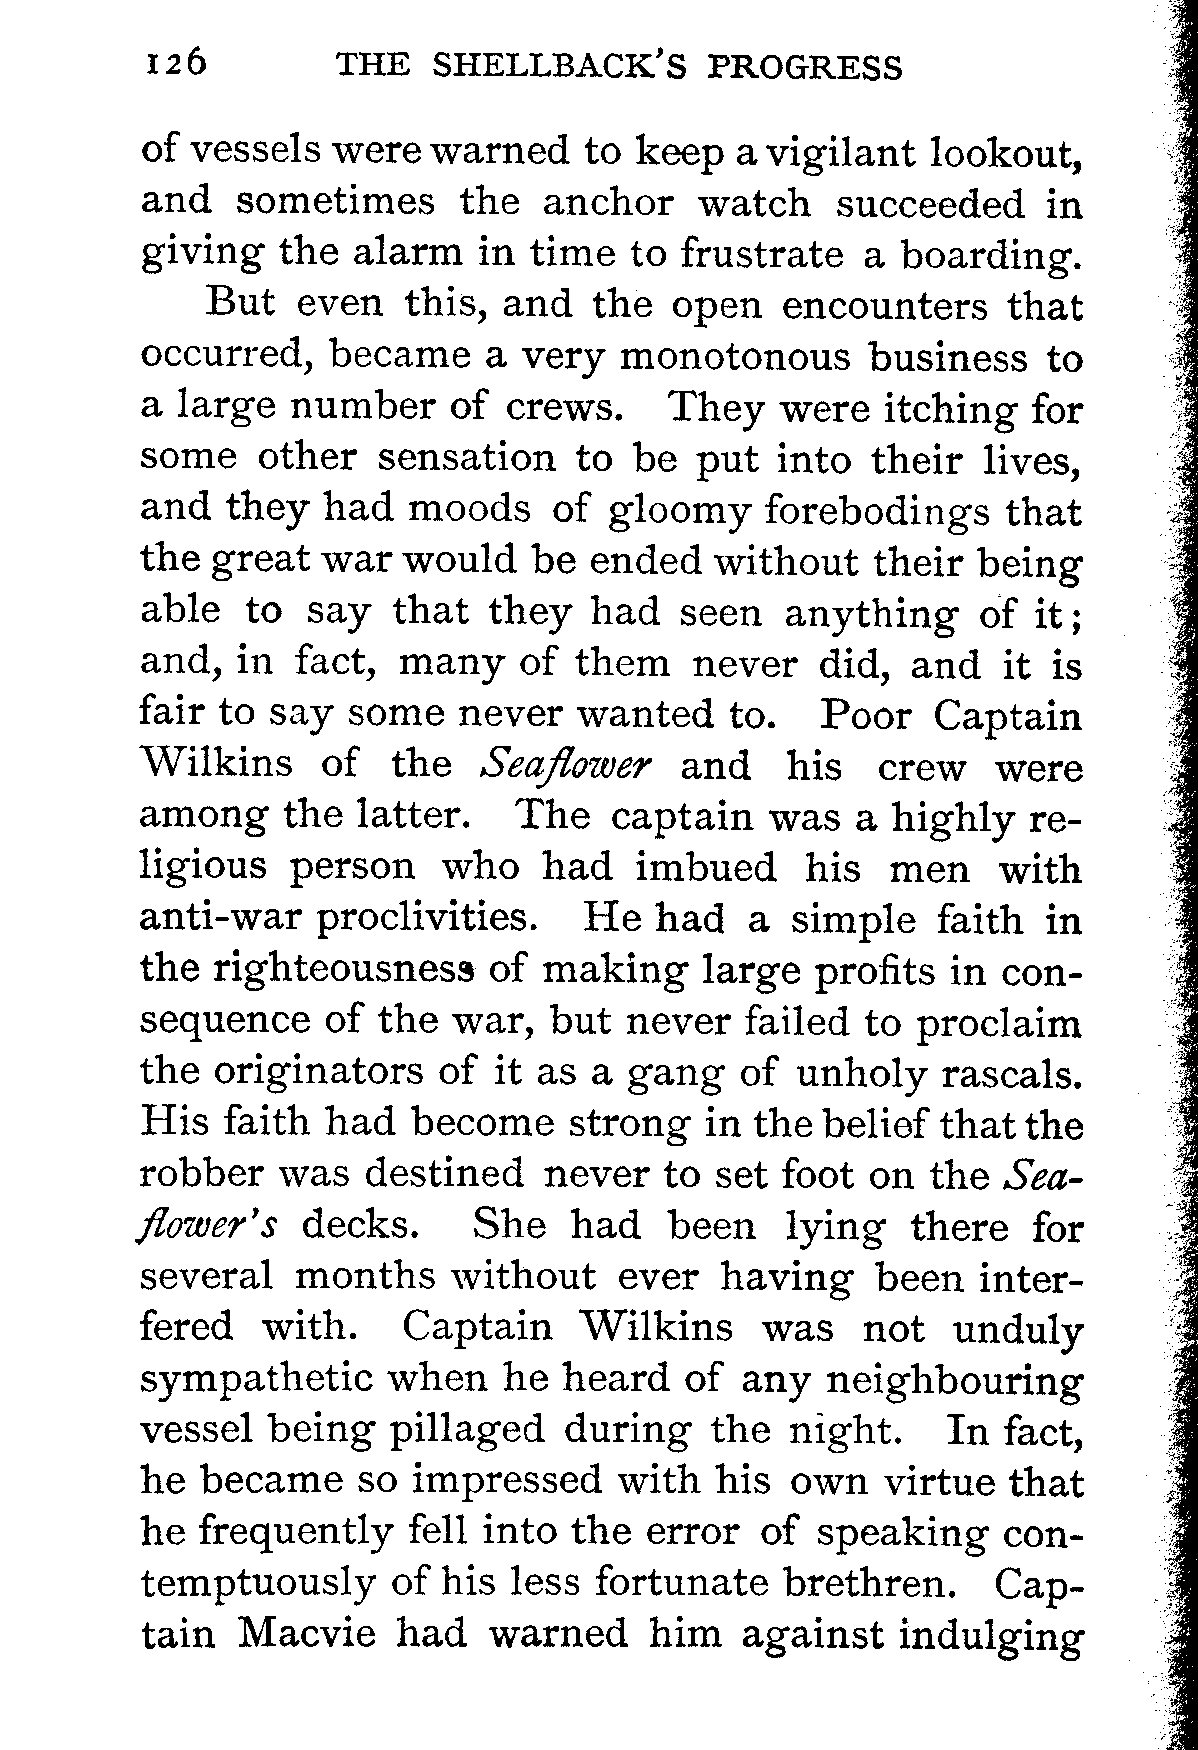 126 THE SHELLBACK'S PROGRESS
of vessels were warned to keep a vigilant lookout,
and sometimes the anchor watch succeeded in
giving the alarm in time to frustrate a boarding.
But even this, and the open encounters that
occurred, became a very monotonous business to
a large number of crews. They were itching for
some other sensation to be put into their lives,
and they had moods of gloomy forebodings that
the great war would be ended without their being
able to say that they had seen anything of it;
and, in fact, many of them never did, and it is
fair to say some never wanted to. Poor Captain
Wilkins of the Seaflower and his crew were
among the latter. The captain was a highly re-
ligious person who had imbued his men with
anti-war proclivities. He had a simple faith in
the righteousness of making large profits in con-
sequence of the war, but never failed to proclaim
the originators of it as a gang of unholy rascals.
His faith had become strong in the belief that the
robber was destined never to set foot on the Sea-
flower's decks. She had been lying there for
several months without ever having been inter-
fered with. Captain Wilkins was not unduly
sympathetic when he heard of any neighbouring
vessel being pillaged during the night. In fact,
he became so impressed with his own virtue that
he frequently fell into the error of speaking con-
temptuously of his less fortunate brethren. Cap-
tain Macvie had warned him against indulging